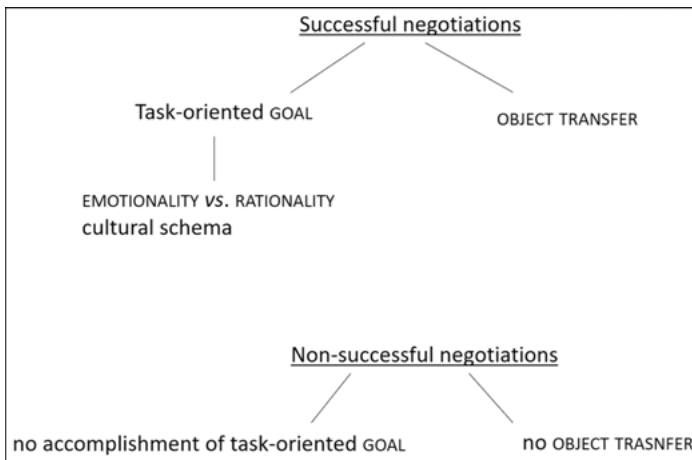 Successful negotiations
Task-oriented GOAL
OBJECT TRANSFER
EMOTIONALITY vs. RATIONALITY
cultural schema
Non-successful negotiations
no accomplishment of task-oriented GOAL
no OBJECT TRASNFER